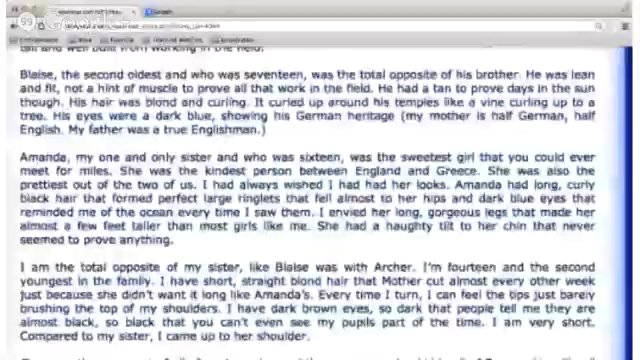 tall and well built from working in the field.
Blaise, the second oldest and who was seventeen, was the total opposite of his brother. He was lean
and fit, not a hint of muscle to prove all that work in the field. He had a tan to prove days in the sun
though. His hair was blond and curling. It curled up around his temples like a vine curling up to a
tree. His eyes were a dark blue, showing his German heritage (my mother is half German, half
English. My father was a true Englishman.)
Amanda, my one and only sister and who was sixteen, was the sweetest girl that you could ever
meet for miles. She was the kindest person between England and Greece. She was also the
prettiest out of the two of us. I had always wished I had had her looks. Amanda had long, curly
black hair that formed perfect large ringlets that fell almost to her hips and dark blue eyes that
reminded me of the ocean every time I saw them. I envied her long, gorgeous legs that made her
almost a few feet taller than most girls like me. She had a haughty tilt to her chin that never
seemed to prove anything.
I am the total opposite of my sister, like Blaise was with Archer. I'm fourteen and the second
youngest in the family. I have short, straight blond hair that Mother cut almost every other week
just because she didn't want it long like Amanda's. Every time I turn, I can feel the tips just barely
brushing the top of my shoulders. I have dark brown eyes, so dark that people tell me they are
almost black, so black that you can't even see my pupils part of the time. I am very short.
Compared to my sister, I came up to her shoulder.